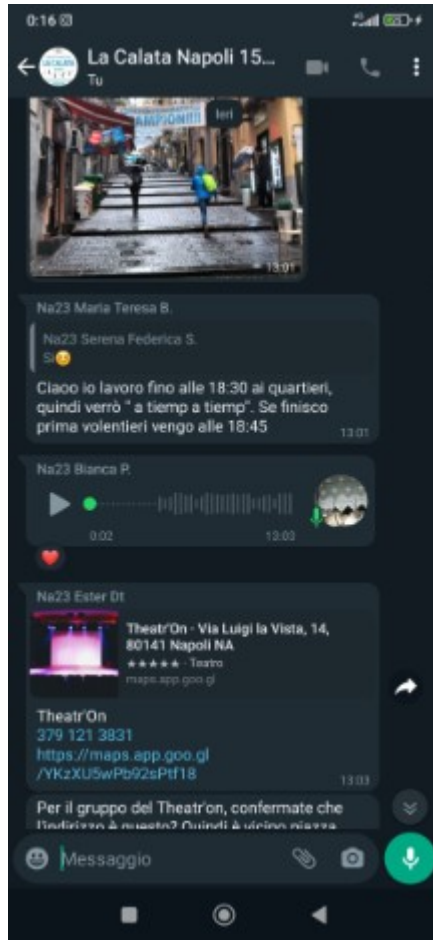 0:16
La Calata Napoli 15...
Tu
CAMPIONI!!!
Ieri
13:01
Na23 Maria Teresa B.
Na23 Serena Federica S.
Si
Ciaoo io lavoro fino alle 18:30 ai quartieri,
quindi verrò " a tiemp a tiemp". Se finisco
prima volentieri vengo alle 18:45
13:01
Na23 Bianca P.
0:02
13:03
Na23 Ester Dt
Theatr'On · Via Luigi la Vista, 14,
80141 Napoli NA
★★★★★ · Teatro
maps.app.goo.gl
Theatr'On
379 121 3831
https://maps.app.goo.gl
/YKzXU5wPb92sPtf18
13:03
Per il gruppo del Theatr'on, confermate che
l'indirizzo è questo? Quindi è vicino piazza
Messaggio